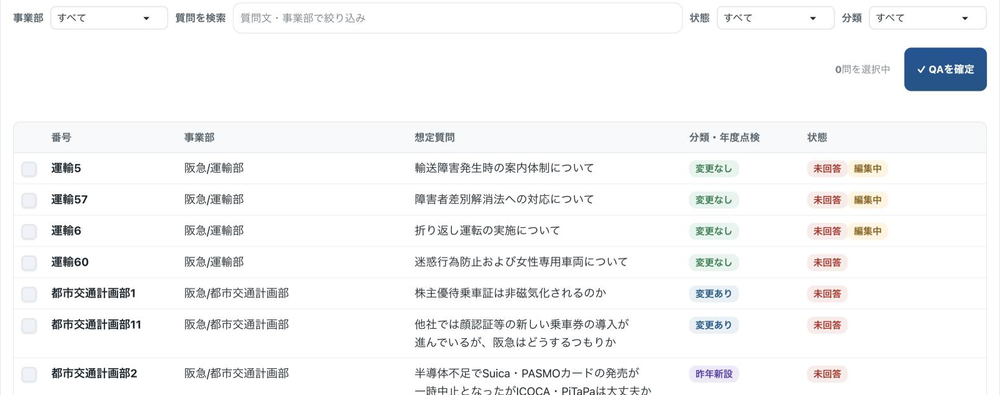 事業部 すべて 質問を検索 質問文・事業部で絞り込み 状態 すべて 分類 すべて
0問を選択中 ✓ QAを確定
番号 事業部 想定質問 分類・年度点検 状態
運輸5 阪急/運輸部 輸送障害発生時の案内体制について 変更なし 未回答 編集中
運輸57 阪急/運輸部 障害者差別解消法への対応について 変更なし 未回答 編集中
運輸6 阪急/運輸部 折り返し運転の実施について 変更なし 未回答 編集中
運輸60 阪急/運輸部 迷惑行為防止および女性専用車両について 変更なし 未回答
都市交通計画部1 阪急/都市交通計画部 株主優待乗車証は非磁気化されるのか 変更あり 未回答
都市交通計画部11 阪急/都市交通計画部 他社では顔認証等の新しい乗車券の導入が 変更あり 未回答
進んでいるが、阪急はどうするつもりか
都市交通計画部2 阪急/都市交通計画部 半導体不足でSuica・PASMOカードの発売が 昨年新設 未回答
一時中止となったがICOCA・PiTaPaは大丈夫か